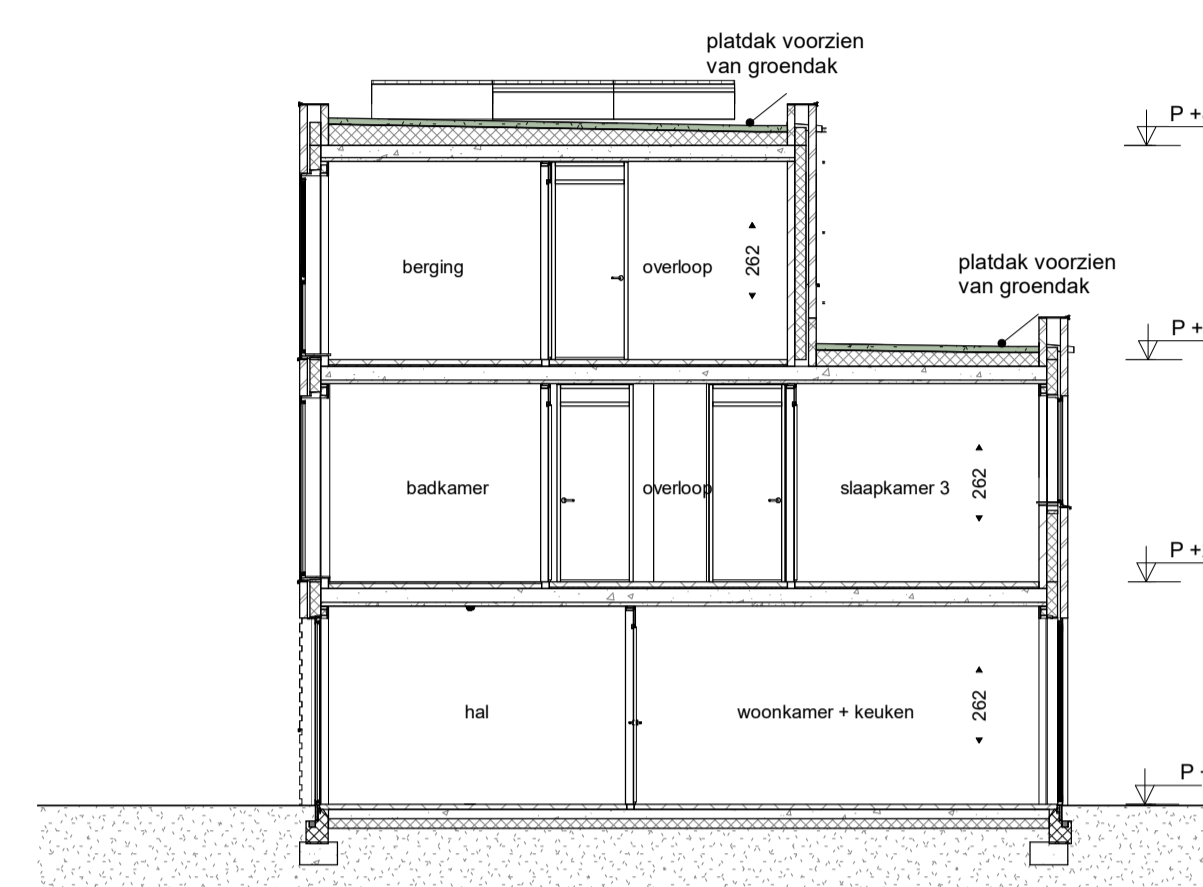 platdak voorzien
van groendak
P +
berging
overloop
262
platdak voorzien
van groendak
P +
badkamer
overloop
slaapkamer 3
262
P +
hal
woonkamer + keuken
262
P